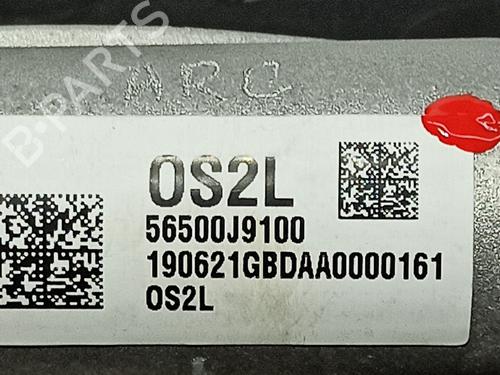 B-PARTS
ARC
OS2L
56500J9100
190621GBDAA0000161
OS2L